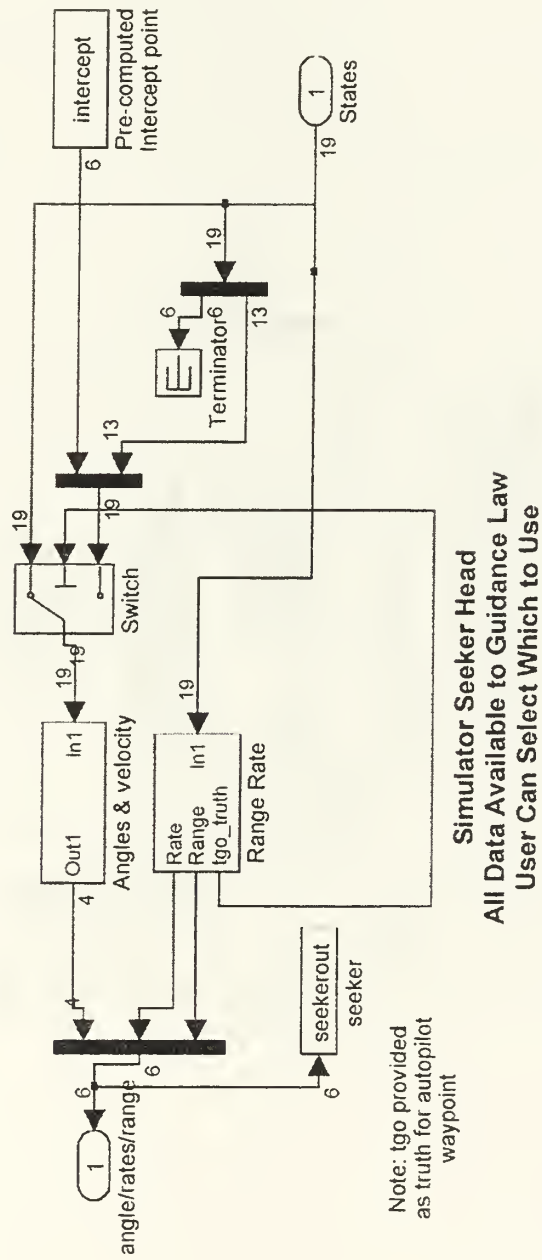 intercept
Pre-computed
Intercept point
6
1
States
19
19
6
6
13
Terminator
13
19
19
Switch
19
19
In1
Out1
Angles & velocity
4
4
19
In1
Rate
Range
tgo_truth
Range Rate
6
6
1
angle/rates/range
seekerout
seeker
6
Note: tgo provided
as truth for autopilot
waypoint
Simulator Seeker Head
All Data Available to Guidance Law
User Can Select Which to Use